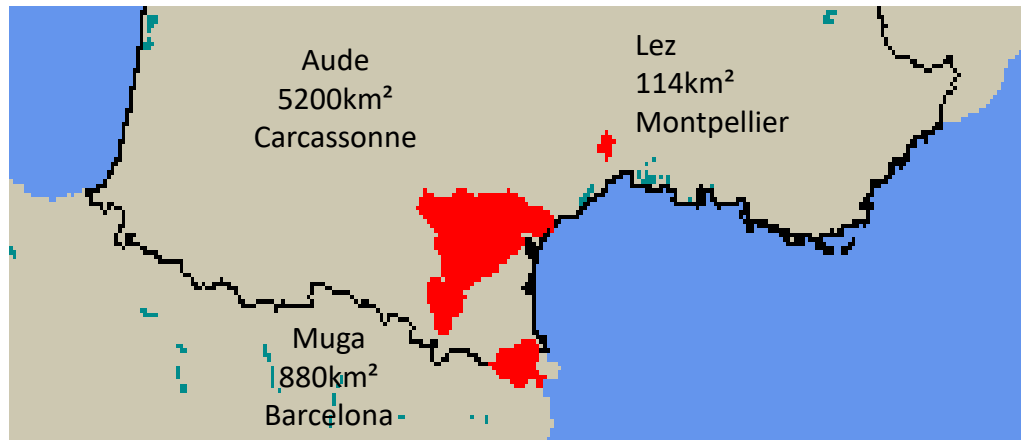 Aude
5200km²
Carcassonne
Lez
114km²
Montpellier
Muga
880km²
Barcelona